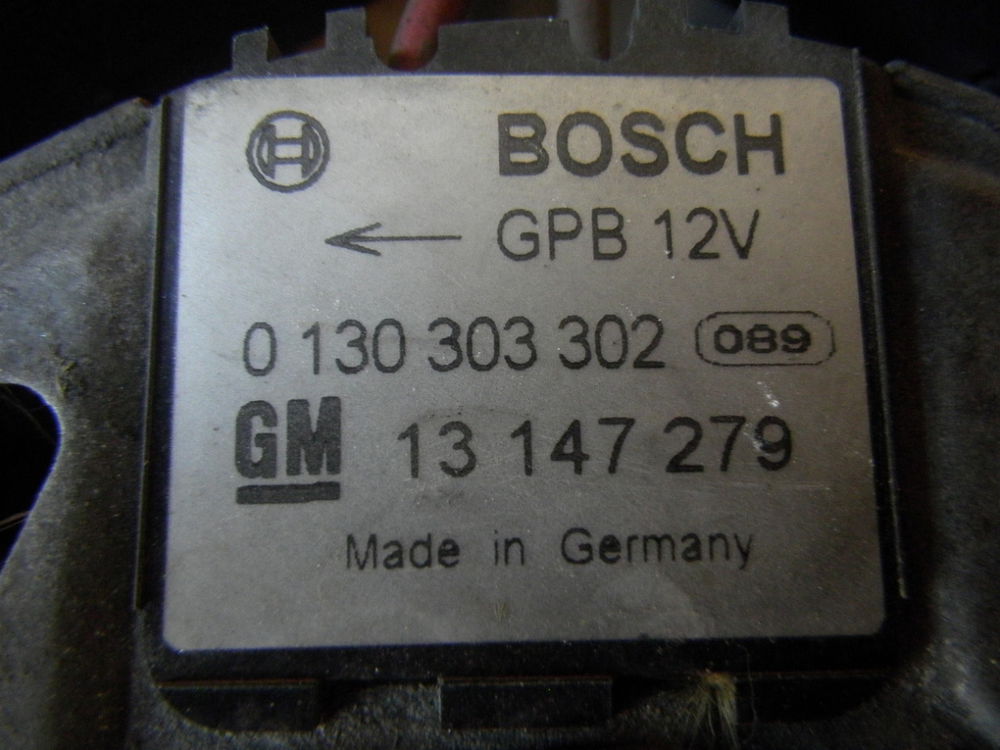 BOSCH
GPB 12V
0 130 303 302 089
GM 13 147 279
Made in Germany